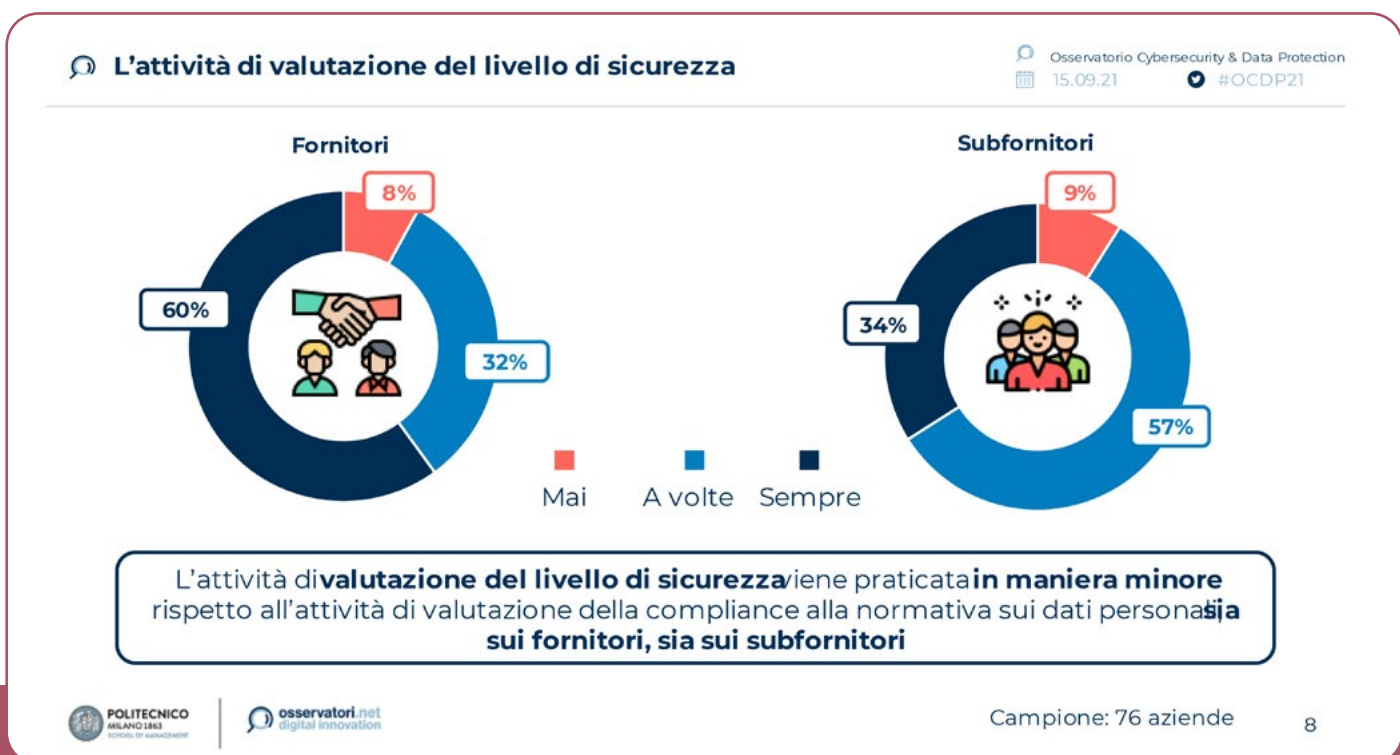 L'attività di valutazione del livello di sicurezza
Osservatorio Cybersecurity & Data Protection
15.09.21
#OCDP21
Fornitori
Subfornitori
8%
9%
60%
34%
32%
57%
Mai
A volte
Sempre
L'attività di valutazione del livello di sicurezza viene praticata in maniera minore
rispetto all'attività di valutazione della compliance alla normativa sui dati personali, sia
sui fornitori, sia sui subfornitori
POLITECNICO
MILANO 1863
SCHOOL OF MANAGEMENT
osservatori.net
digital innovation
Campione: 76 aziende
8